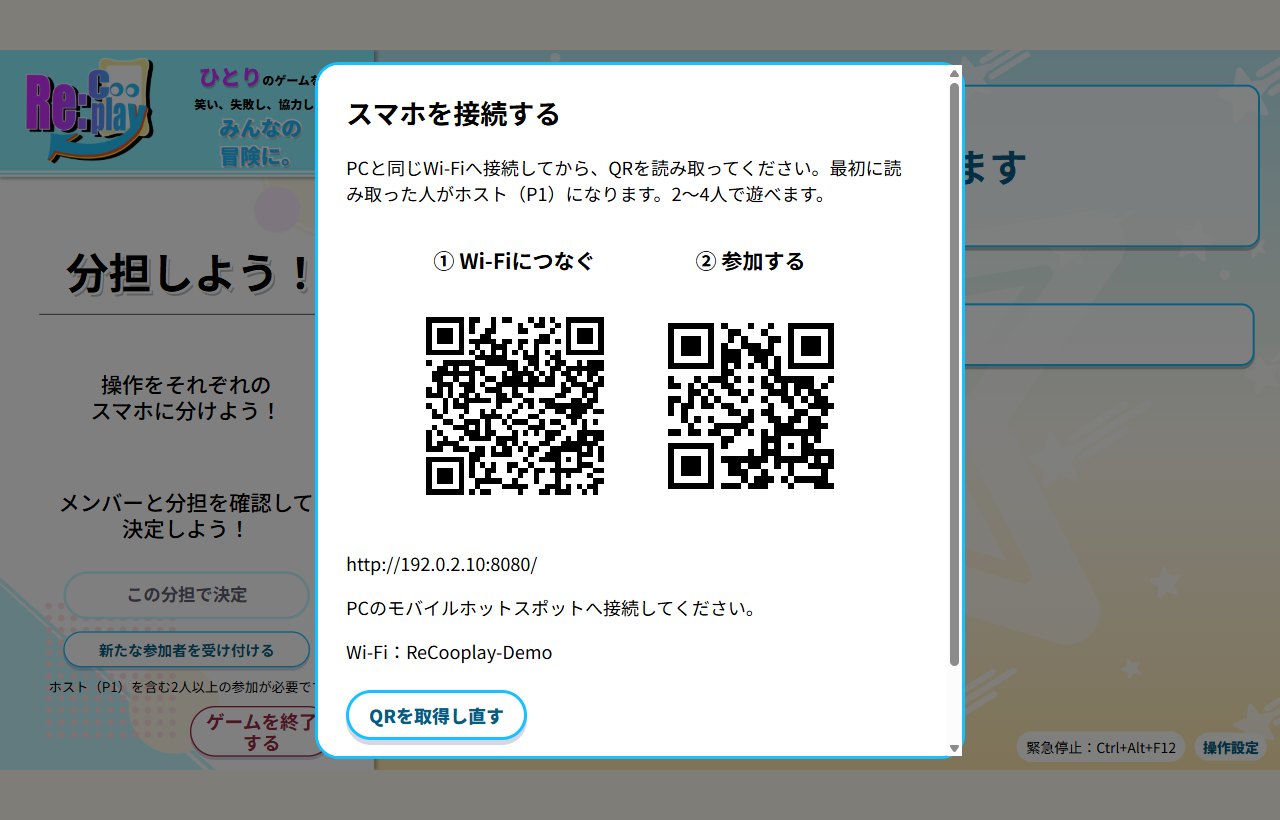 Re:Cooplay
ひとりのゲームを
笑い、失敗し、協力し
みんなの
冒険に。
分担しよう！
操作をそれぞれの
スマホに分けよう！
メンバーと分担を確認して
決定しよう！
この分担で決定
新たな参加者を受け付ける
ホスト（P1）を含む2人以上の参加が必要で
ゲームを終了
する
スマホを接続する
PCと同じWi-Fiへ接続してから、QRを読み取ってください。最初に読
み取った人がホスト（P1）になります。2～4人で遊べます。
① Wi-Fiにつなぐ
② 参加する
http://192.0.2.10:8080/
PCのモバイルホットスポットへ接続してください。
Wi-Fi：ReCooplay-Demo
QRを取得し直す
ます
緊急停止：Ctrl+Alt+F12
操作設定